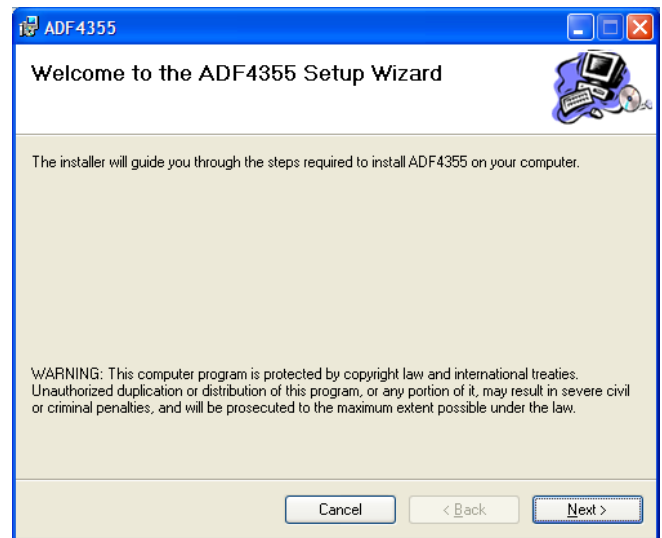 ADF4355
Welcome to the ADF4355 Setup Wizard
The installer will guide you through the steps required to install ADF4355 on your computer.
WARNING: This computer program is protected by copyright law and international treaties.
Unauthorized duplication or distribution of this program, or any portion of it, may result in severe civil
or criminal penalties, and will be prosecuted to the maximum extent possible under the law.
Cancel
< Back
Next >